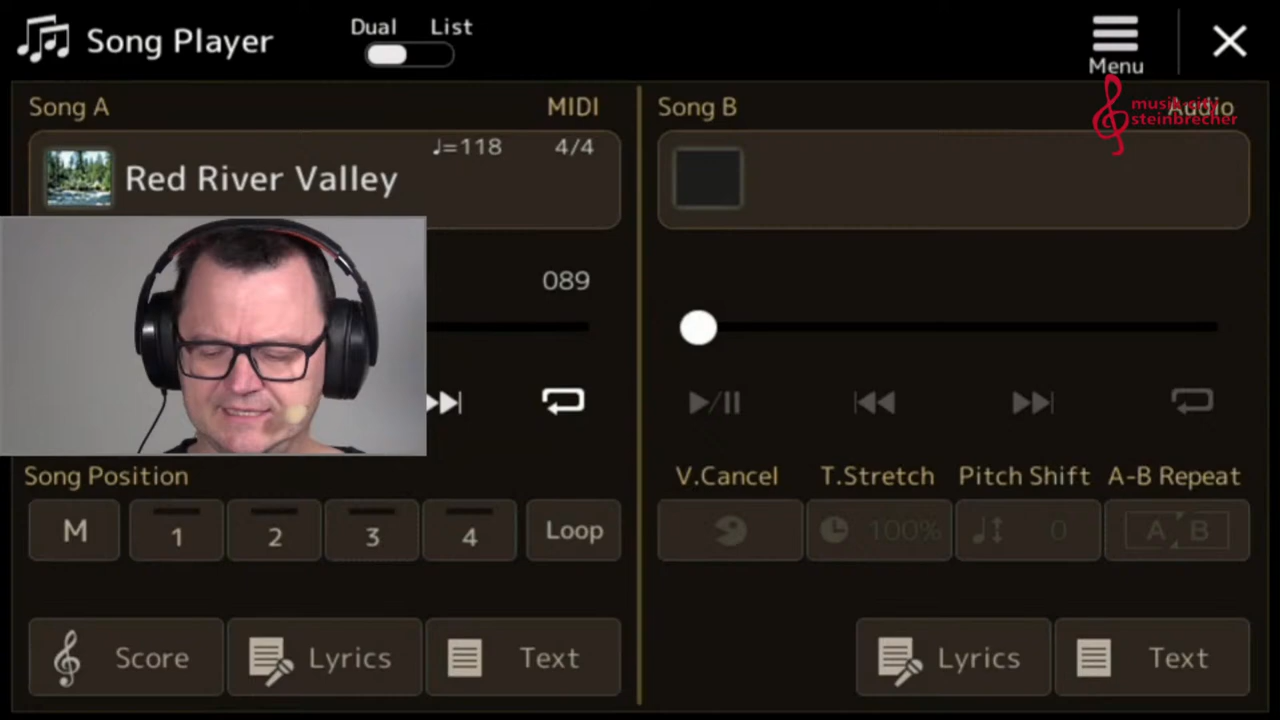 Song Player
Dual List
Menu
Song A MIDI
♩=118 4/4
Red River Valley
089
Song Position
M 1 2 3 4 Loop
Score Lyrics Text
Song B Audio
musik-city
steinbrecher
V.Cancel T.Stretch Pitch Shift A-B Repeat
100% 0 A B
Lyrics Text